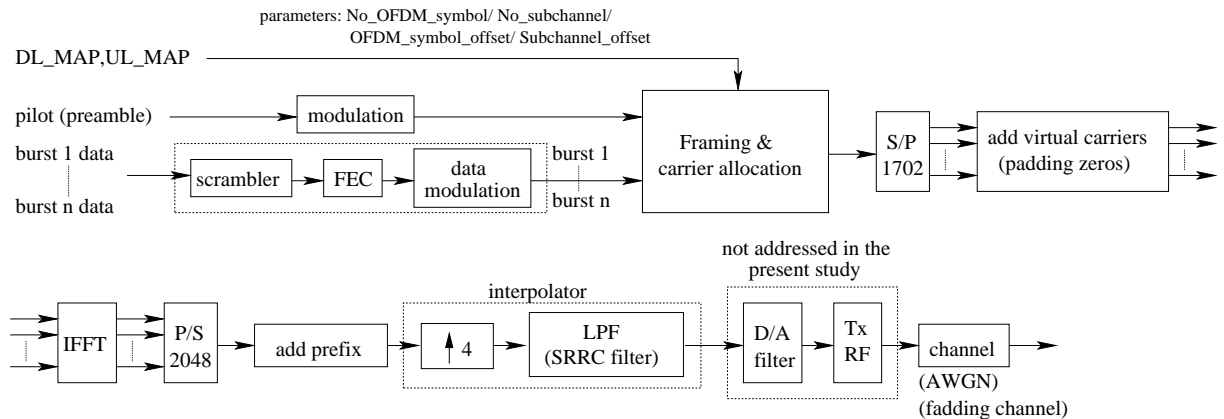 parameters: No_OFDM_symbol/ No_subchannel/
OFDM_symbol_offset/ Subchannel_offset
DL_MAP,UL_MAP
pilot (preamble)
modulation
burst 1 data
burst n data
scrambler
FEC
data
modulation
burst 1
burst n
Framing &
carrier allocation
S/P
1702
add virtual carriers
(padding zeros)
IFFT
P/S
2048
add prefix
interpolator
4
LPF
(SRRC filter)
not addressed in the
present study
D/A
filter
Tx
RF
channel
(AWGN)
(fadding channel)